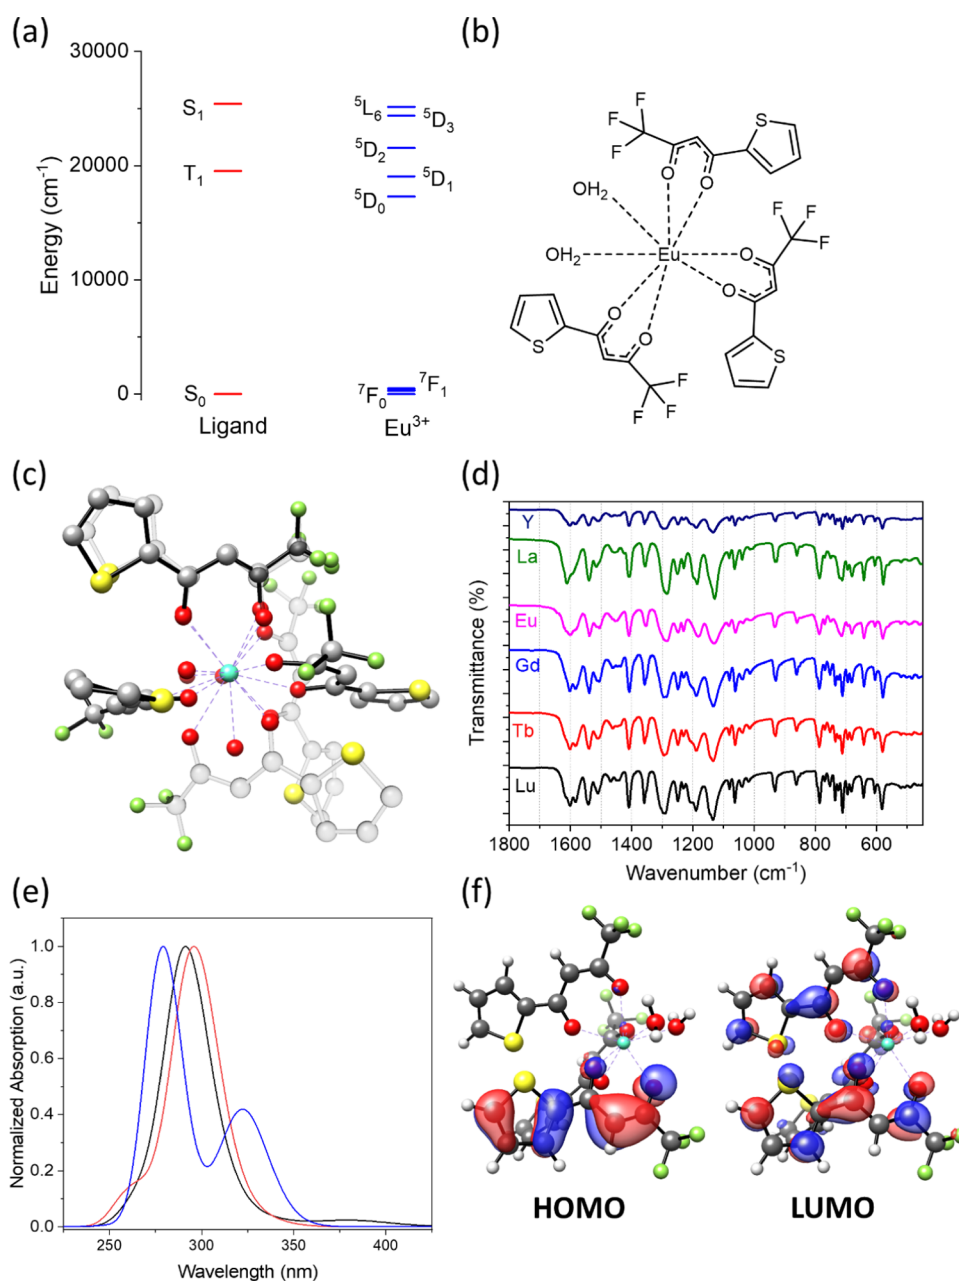 (a)
30000
20000
10000
0
Energy (cm⁻¹)
S₁
T₁
S₀
Ligand
⁵L₆
⁵D₃
⁵D₂
⁵D₁
⁵D₀
⁷F₀
⁷F₁
Eu³⁺
(b)
F
F
F
S
O
O
OH₂
OH₂
Eu
O
O
F
F
F
S
S
O
O
F
F
F
(c)
(d)
Transmittance (%)
Y
La
Eu
Gd
Tb
Lu
1800 1600 1400 1200 1000 800 600
Wavenumber (cm⁻¹)
(e)
Normalized Absorption (a.u.)
1.0
0.8
0.6
0.4
0.2
0.0
250 300 350 400
Wavelength (nm)
(f)
HOMO
LUMO